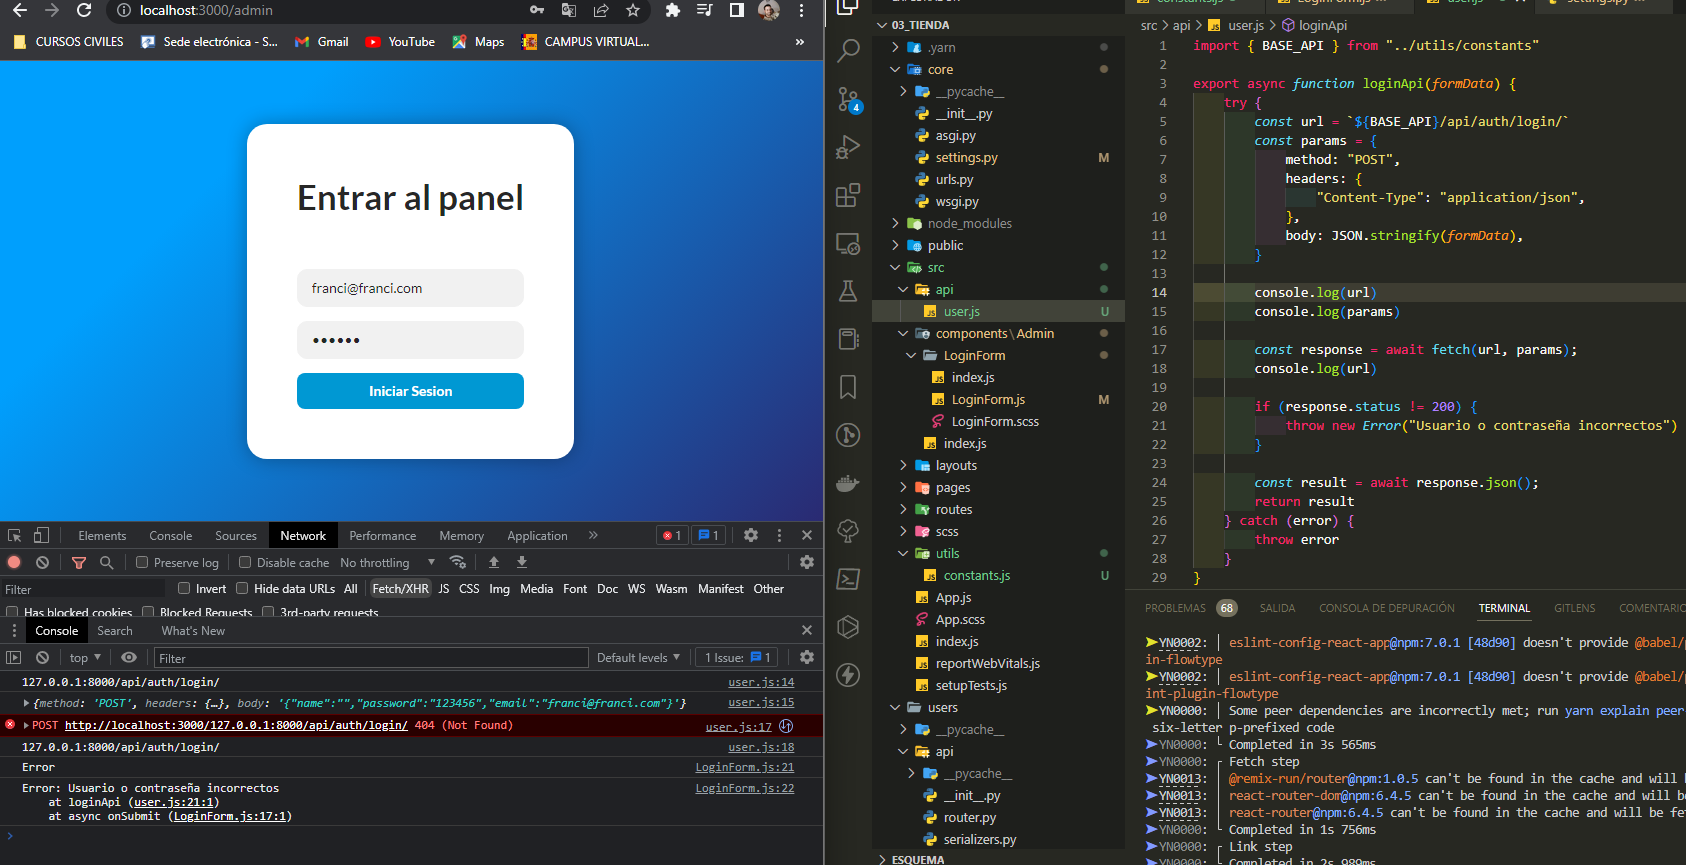 localhost:3000/admin
CURSOS CIVILES
Sede electrónica - S...
Gmail
YouTube
Maps
CAMPUS VIRTUAL...
»
Entrar al panel
franci@franci.com
••••••
Iniciar Sesion
Elements Console Sources Network Performance Memory Application » 1 1
Preserve log Disable cache No throttling
Filter Invert Hide data URLs All Fetch/XHR JS CSS Img Media Font Doc WS Wasm Manifest Other
Has blocked cookies Blocked Requests 3rd-party requests
Console Search What's New
top Filter Default levels 1 Issue: 1
127.0.0.1:8000/api/auth/login/ user.js:14
{method: 'POST', headers: {…}, body: '{"name":"","password":"123456","email":"franci@franci.com"}'} user.js:15
POST http://localhost:3000/127.0.0.1:8000/api/auth/login/ 404 (Not Found) user.js:17
127.0.0.1:8000/api/auth/login/ user.js:18
Error LoginForm.js:21
Error: Usuario o contraseña incorrectos LoginForm.js:22
at loginApi (user.js:21:1)
at async onSubmit (LoginForm.js:17:1)
4
03_TIENDA
.yarn
core
__pycache__
__init__.py
asgi.py
settings.py M
urls.py
wsgi.py
node_modules
public
src
api
user.js U
components\Admin
LoginForm
index.js
LoginForm.js M
LoginForm.scss
index.js
layouts
pages
routes
scss
utils
constants.js U
App.js
App.scss
index.js
reportWebVitals.js
setupTests.js
users
__pycache__
api
__pycache__
__init__.py
router.py
serializers.py
ESQUEMA
src > api > user.js > loginApi
1 import { BASE_API } from "../utils/constants"
2
3 export async function loginApi(formData) {
4 try {
5 const url = `${BASE_API}/api/auth/login/`
6 const params = {
7 method: "POST",
8 headers: {
9 "Content-Type": "application/json",
10 },
11 body: JSON.stringify(formData),
12 }
13
14 console.log(url)
15 console.log(params)
16
17 const response = await fetch(url, params);
18 console.log(url)
19
20 if (response.status != 200) {
21 throw new Error("Usuario o contraseña incorrectos")
22 }
23
24 const result = await response.json();
25 return result
26 } catch (error) {
27 throw error
28 }
29 }
PROBLEMAS 68 SALIDA CONSOLA DE DEPURACIÓN TERMINAL GITLENS COMENTARIO
➤ YN0002: │ eslint-config-react-app@npm:7.0.1 [48d90] doesn't provide @babel/p
in-flowtype
➤ YN0002: │ eslint-config-react-app@npm:7.0.1 [48d90] doesn't provide @babel/p
int-plugin-flowtype
➤ YN0000: │ Some peer dependencies are incorrectly met; run yarn explain peer-
six-letter p-prefixed code
➤ YN0000: └ Completed in 3s 565ms
➤ YN0000: ┌ Fetch step
➤ YN0013: │ @remix-run/router@npm:1.0.5 can't be found in the cache and will b
➤ YN0013: │ react-router-dom@npm:6.4.5 can't be found in the cache and will be
➤ YN0013: │ react-router@npm:6.4.5 can't be found in the cache and will be fe
➤ YN0000: └ Completed in 1s 756ms
➤ YN0000: ┌ Link step
➤ YN0000: └ Completed in 2s 989ms